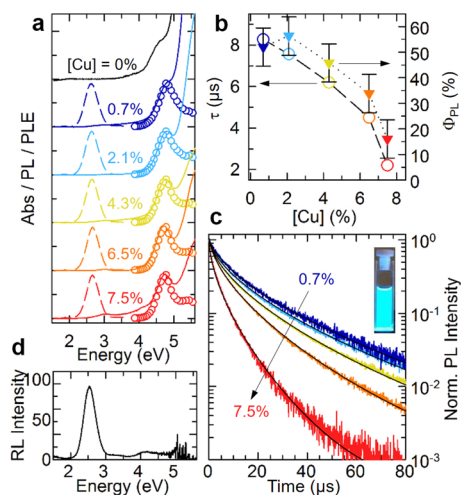 a
Abs / PL / PLE
[Cu] = 0%
0.7%
2.1%
4.3%
6.5%
7.5%
2 3 4 5
Energy (eV)
b
τ (μs)
8
6
4
2
60
50
40
30
20
10
0
Φ_PL (%)
0 2 4 6 8
[Cu] (%)
c
0.7%
7.5%
10⁰
10⁻¹
10⁻²
10⁻³
Norm. PL Intensity
0 20 40 60 80
Time (μs)
d
RL Intensity
100
50
0
2 3 4 5
Energy (eV)